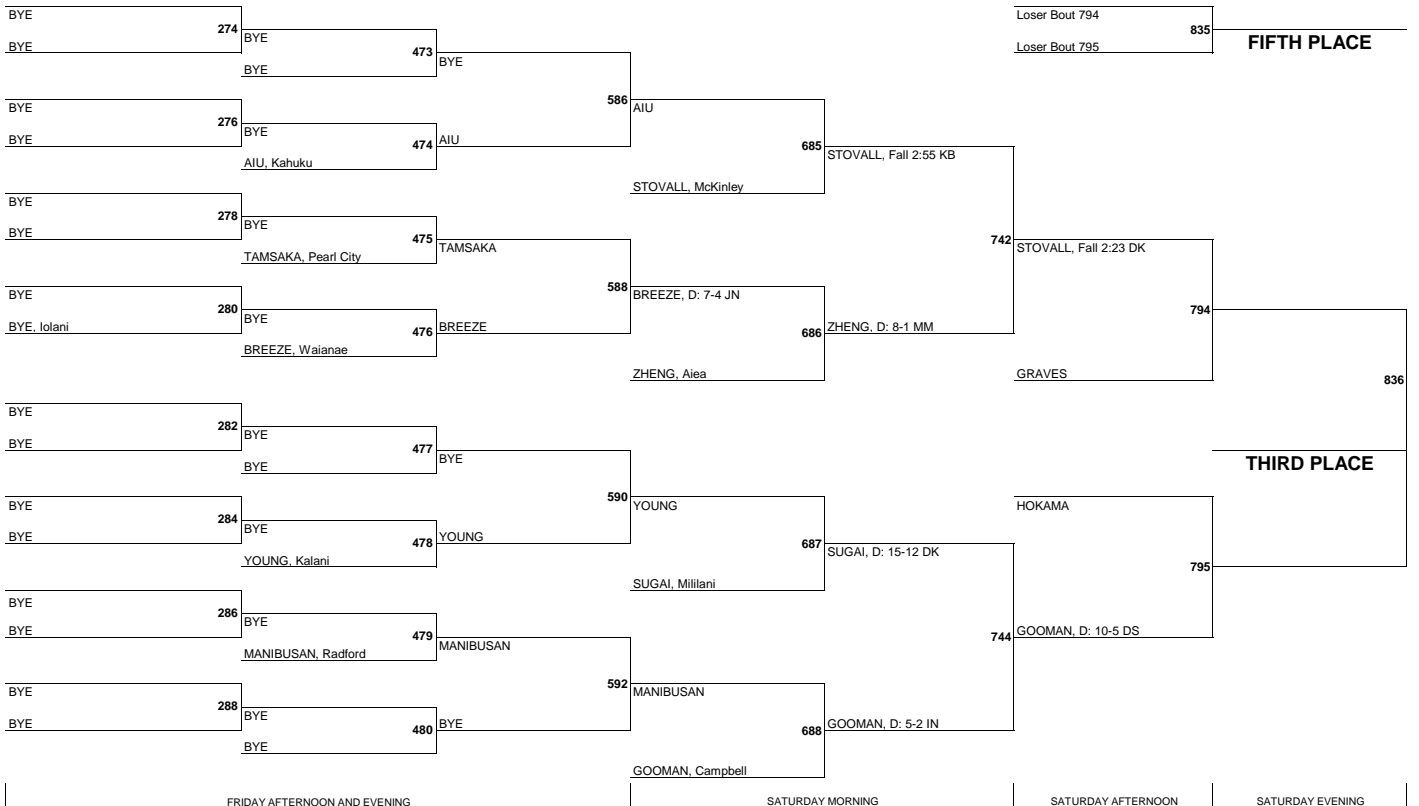 BYE
Loser Bout 794
274
BYE
835
BYE
Loser Bout 795
FIFTH PLACE
473
BYE
BYE
586
BYE
AIU
276
BYE
BYE
474
AIU
685
STOVALL, Fall 2:55 KB
AIU, Kahuku
STOVALL, McKinley
BYE
278
BYE
BYE
475
TAMSAKA
742
STOVALL, Fall 2:23 DK
TAMSAKA, Pearl City
588
BYE
BREEZE, D: 7-4 JN
280
BYE
794
BYE, Iolani
476
BREEZE
686
ZHENG, D: 8-1 MM
BREEZE, Waianae
ZHENG, Aiea
GRAVES
836
BYE
282
BYE
BYE
477
BYE
BYE
THIRD PLACE
590
BYE
YOUNG
HOKAMA
284
BYE
BYE
478
YOUNG
687
SUGAI, D: 15-12 DK
YOUNG, Kalani
795
SUGAI, Mililani
BYE
286
BYE
BYE
479
MANIBUSAN
744
GOOMAN, D: 10-5 DS
MANIBUSAN, Radford
592
BYE
MANIBUSAN
288
BYE
BYE
480
BYE
688
GOOMAN, D: 5-2 IN
BYE
GOOMAN, Campbell
FRIDAY AFTERNOON AND EVENING
SATURDAY MORNING
SATURDAY AFTERNOON
SATURDAY EVENING